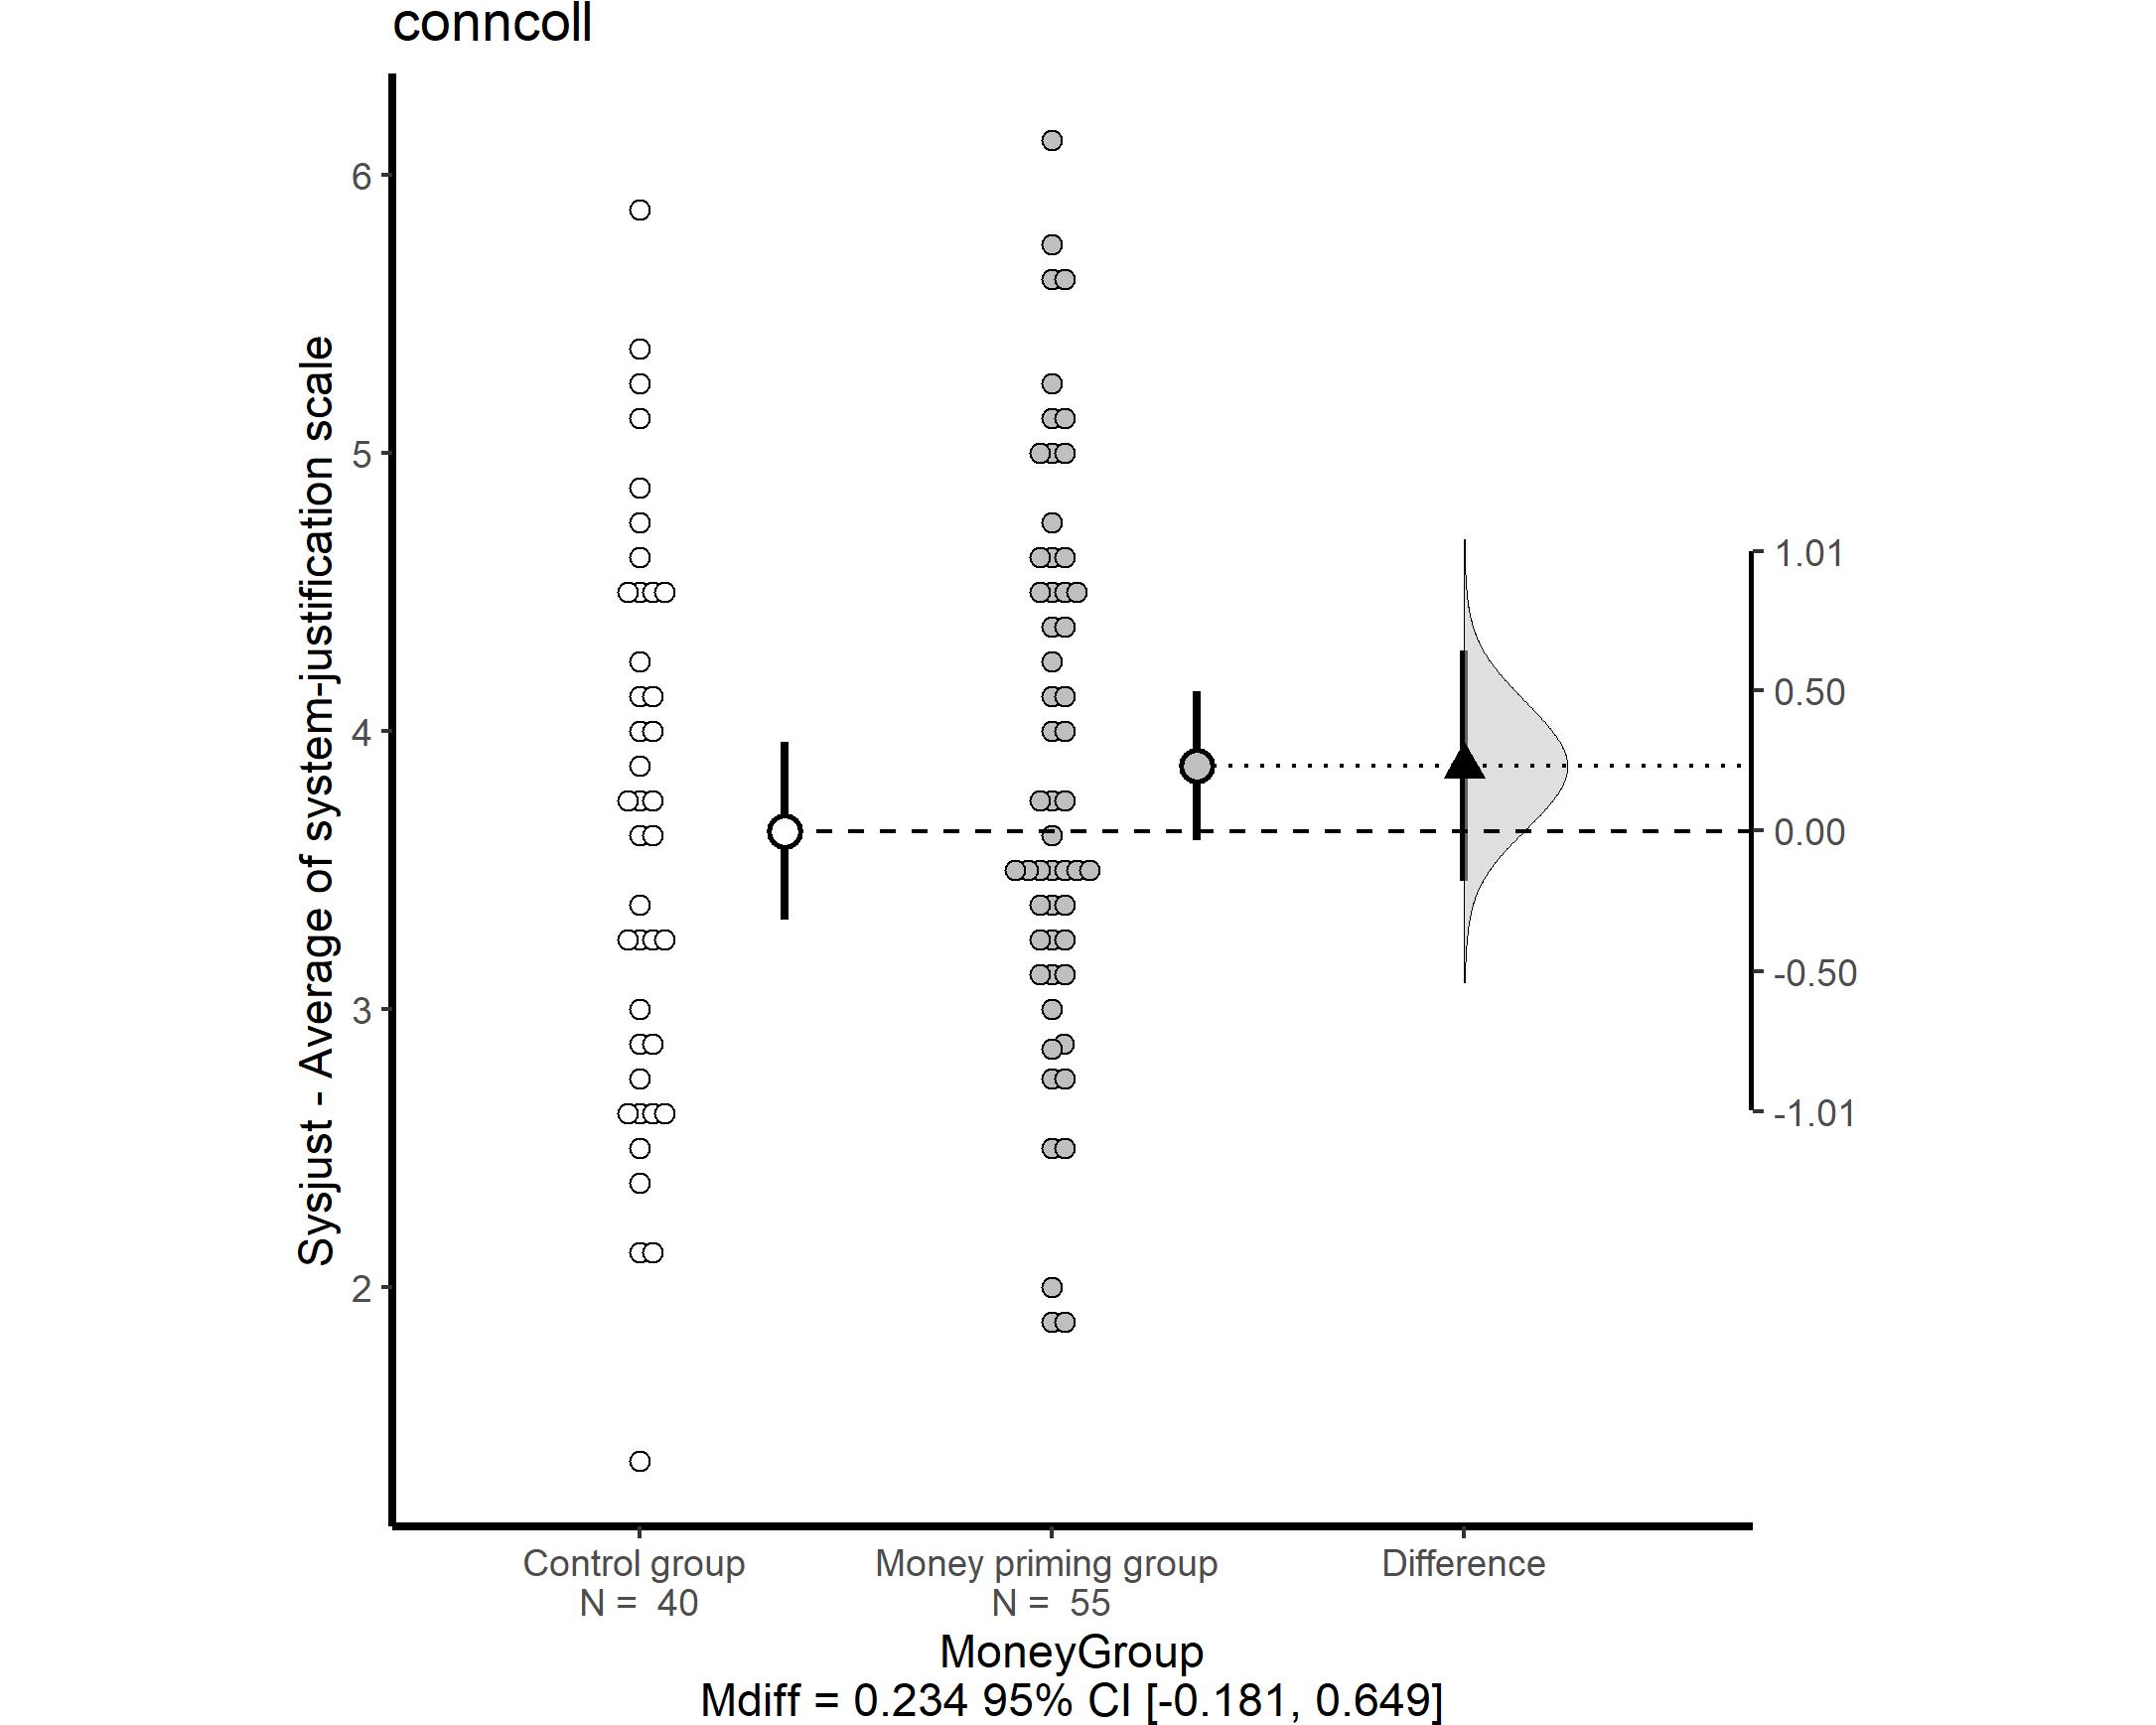 conncoll
Sysjust - Average of system-justification scale
6
5
4
3
2
1.01
0.50
0.00
-0.50
-1.01
Control group
N =  40
Money priming group
N =  55
Difference
MoneyGroup
Mdiff = 0.234 95% CI [-0.181, 0.649]